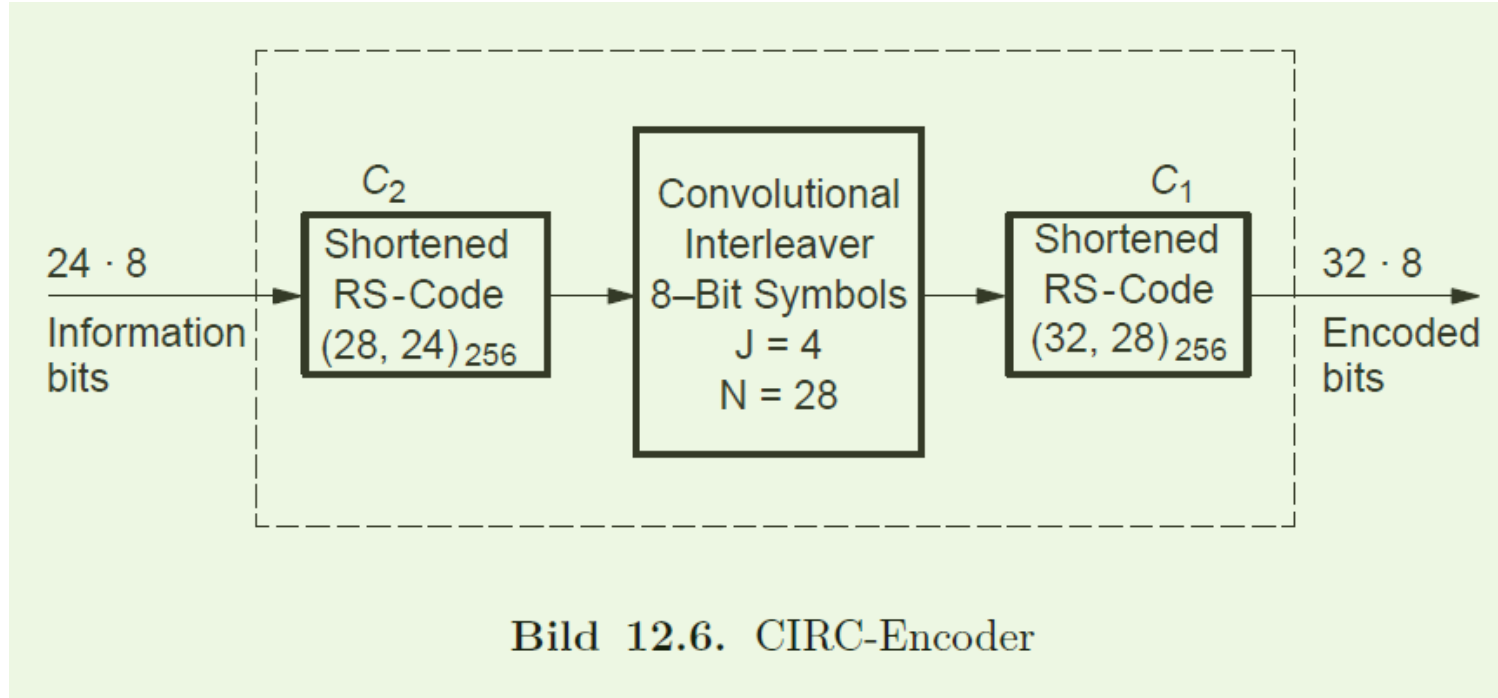 24 · 8
Information
bits
C₂
Shortened
RS-Code
(28, 24)₂₅₆
Convolutional
Interleaver
8–Bit Symbols
J = 4
N = 28
C₁
Shortened
RS-Code
(32, 28)₂₅₆
32 · 8
Encoded
bits
Bild 12.6. CIRC-Encoder